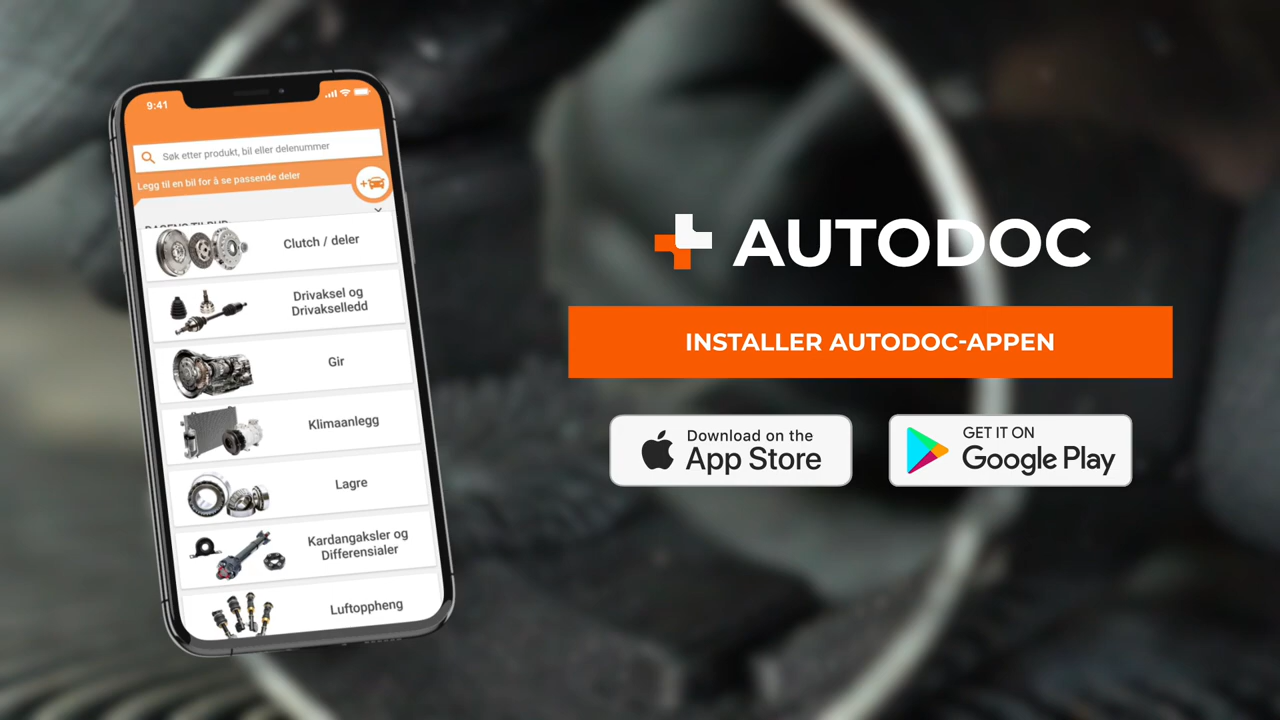 9:41
Søk etter produkt, bil eller delenummer
Legg til en bil for å se passende deler
Clutch / deler
Drivaksel og
Drivakselledd
Gir
Klimaanlegg
Lagre
Kardangaksler og
Differensialer
Luftoppheng
AUTODOC
INSTALLER AUTODOC-APPEN
Download on the
App Store
GET IT ON
Google Play